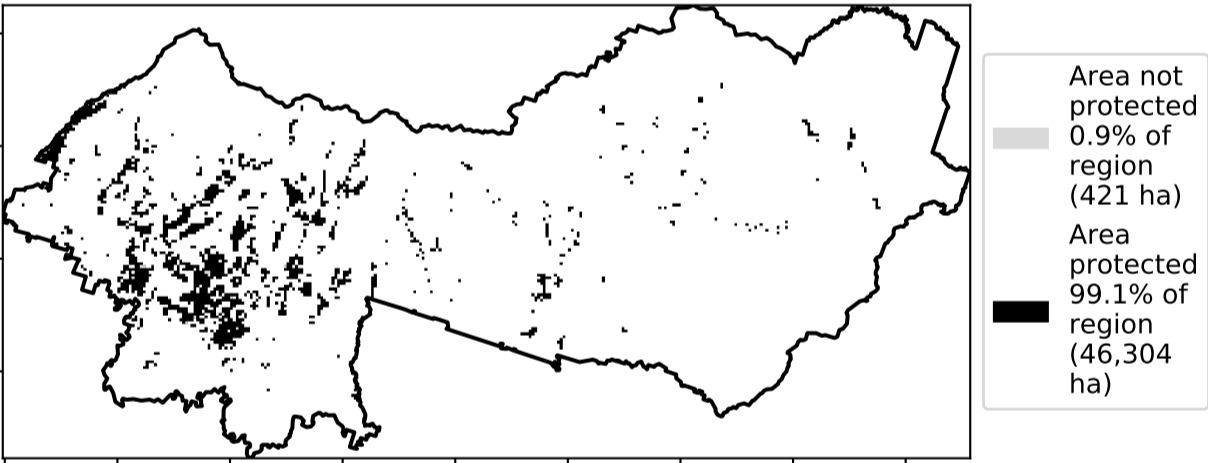 Area not
protected
0.9% of
region
(421 ha)
Area
protected
99.1% of
region
(46,304
ha)